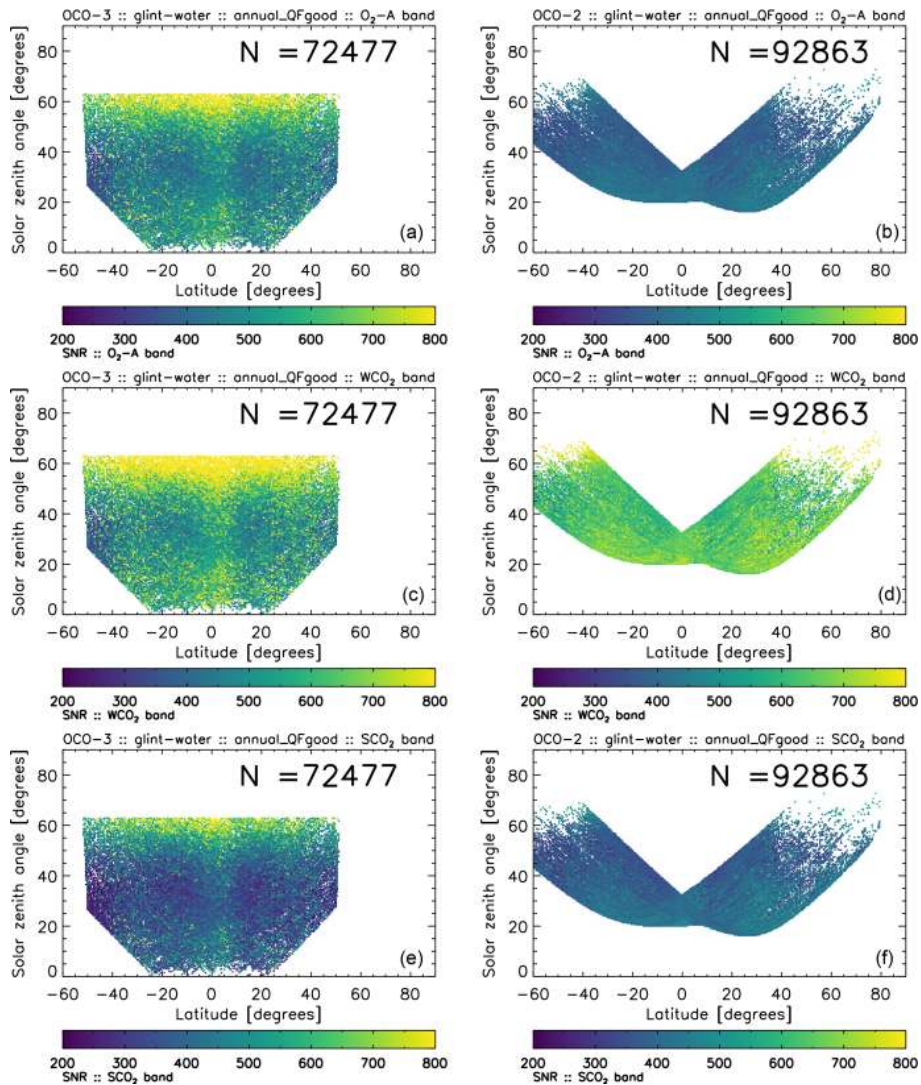 OCO-3 :: glint-water :: annual_QFgood :: O₂-A band
N =72477
Solar zenith angle [degrees]
80
60
40
20
0
(a)
-60 -40 -20 0 20 40 60 80
Latitude [degrees]
200 300 400 500 600 700 800
SNR :: O₂-A band
OCO-2 :: glint-water :: annual_QFgood :: O₂-A band
N =92863
Solar zenith angle [degrees]
80
60
40
20
0
(b)
-60 -40 -20 0 20 40 60 80
Latitude [degrees]
200 300 400 500 600 700 800
SNR :: O₂-A band
OCO-3 :: glint-water :: annual_QFgood :: WCO₂ band
N =72477
Solar zenith angle [degrees]
80
60
40
20
0
(c)
-60 -40 -20 0 20 40 60 80
Latitude [degrees]
200 300 400 500 600 700 800
SNR :: WCO₂ band
OCO-2 :: glint-water :: annual_QFgood :: WCO₂ band
N =92863
Solar zenith angle [degrees]
80
60
40
20
0
(d)
-60 -40 -20 0 20 40 60 80
Latitude [degrees]
200 300 400 500 600 700 800
SNR :: WCO₂ band
OCO-3 :: glint-water :: annual_QFgood :: SCO₂ band
N =72477
Solar zenith angle [degrees]
80
60
40
20
0
(e)
-60 -40 -20 0 20 40 60 80
Latitude [degrees]
200 300 400 500 600 700 800
SNR :: SCO₂ band
OCO-2 :: glint-water :: annual_QFgood :: SCO₂ band
N =92863
Solar zenith angle [degrees]
80
60
40
20
0
(f)
-60 -40 -20 0 20 40 60 80
Latitude [degrees]
200 300 400 500 600 700 800
SNR :: SCO₂ band